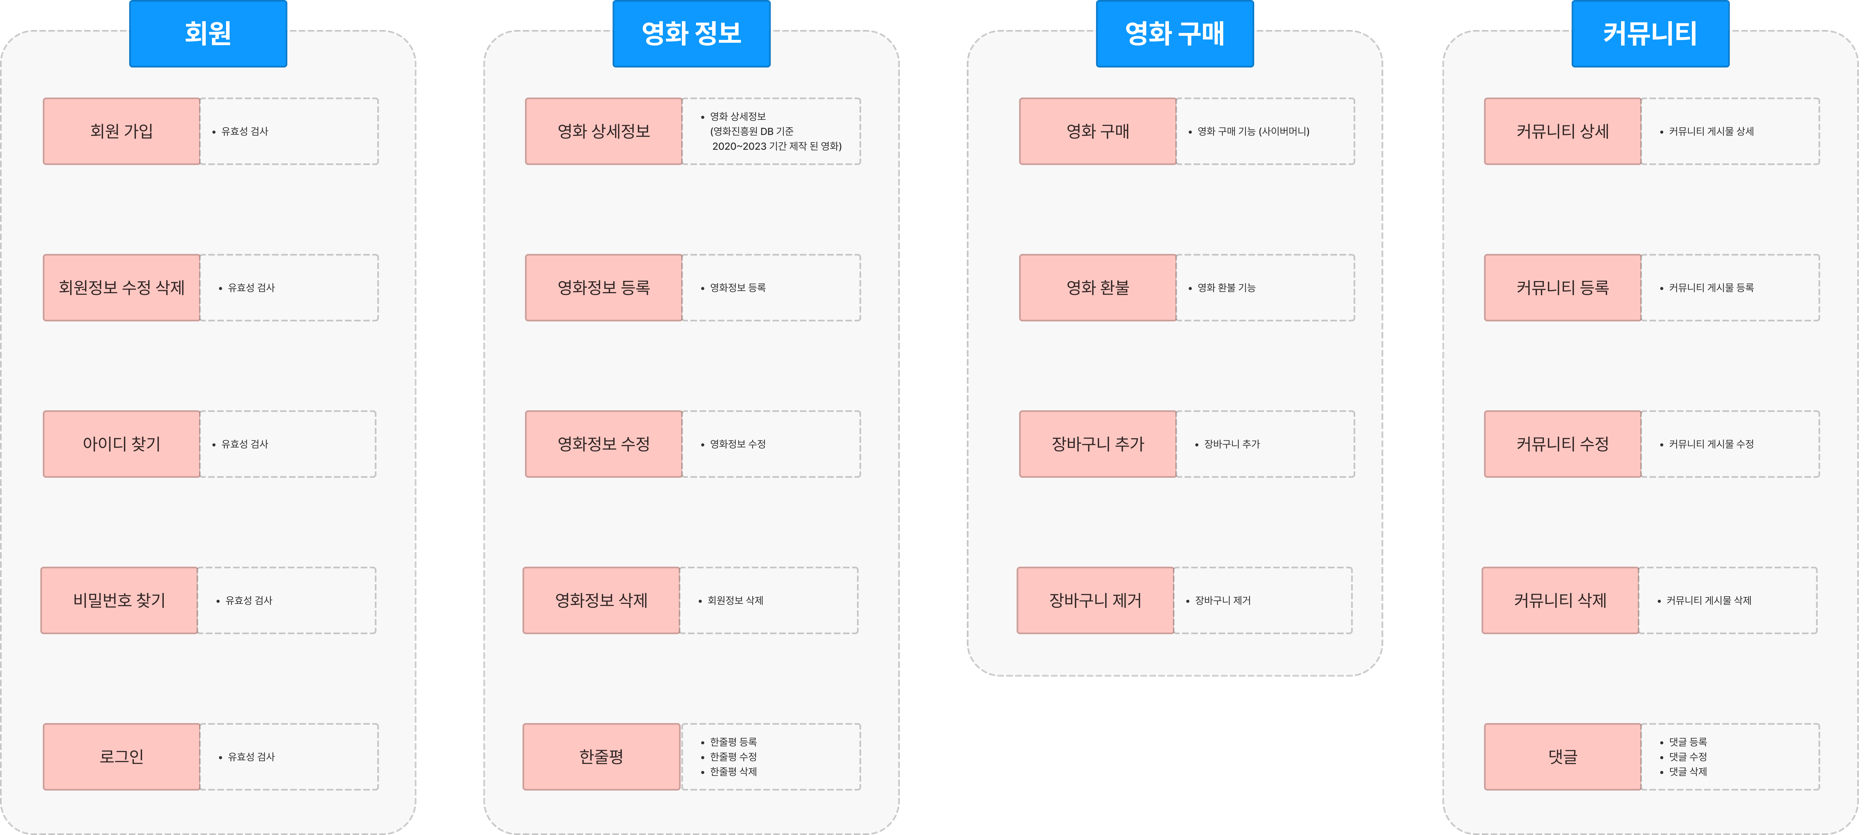 회원
회원 가입
• 유효성 검사
회원정보 수정 삭제
• 유효성 검사
아이디 찾기
• 유효성 검사
비밀번호 찾기
• 유효성 검사
로그인
• 유효성 검사
영화 정보
영화 상세정보
• 영화 상세정보
(영화진흥원 DB 기준
2020~2023 기간 제작 된 영화)
영화정보 등록
• 영화정보 등록
영화정보 수정
• 영화정보 수정
영화정보 삭제
• 회원정보 삭제
한줄평
• 한줄평 등록
• 한줄평 수정
• 한줄평 삭제
영화 구매
영화 구매
• 영화 구매 기능 (사이버머니)
영화 환불
• 영화 환불 기능
장바구니 추가
• 장바구니 추가
장바구니 제거
• 장바구니 제거
커뮤니티
커뮤니티 상세
• 커뮤니티 게시물 상세
커뮤니티 등록
• 커뮤니티 게시물 등록
커뮤니티 수정
• 커뮤니티 게시물 수정
커뮤니티 삭제
• 커뮤니티 게시물 삭제
댓글
• 댓글 등록
• 댓글 수정
• 댓글 삭제